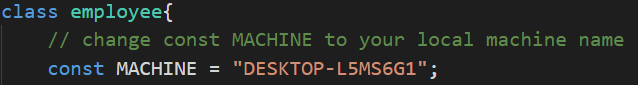 class employee{
// change const MACHINE to your local machine name
const MACHINE = "DESKTOP-L5MS6G1";